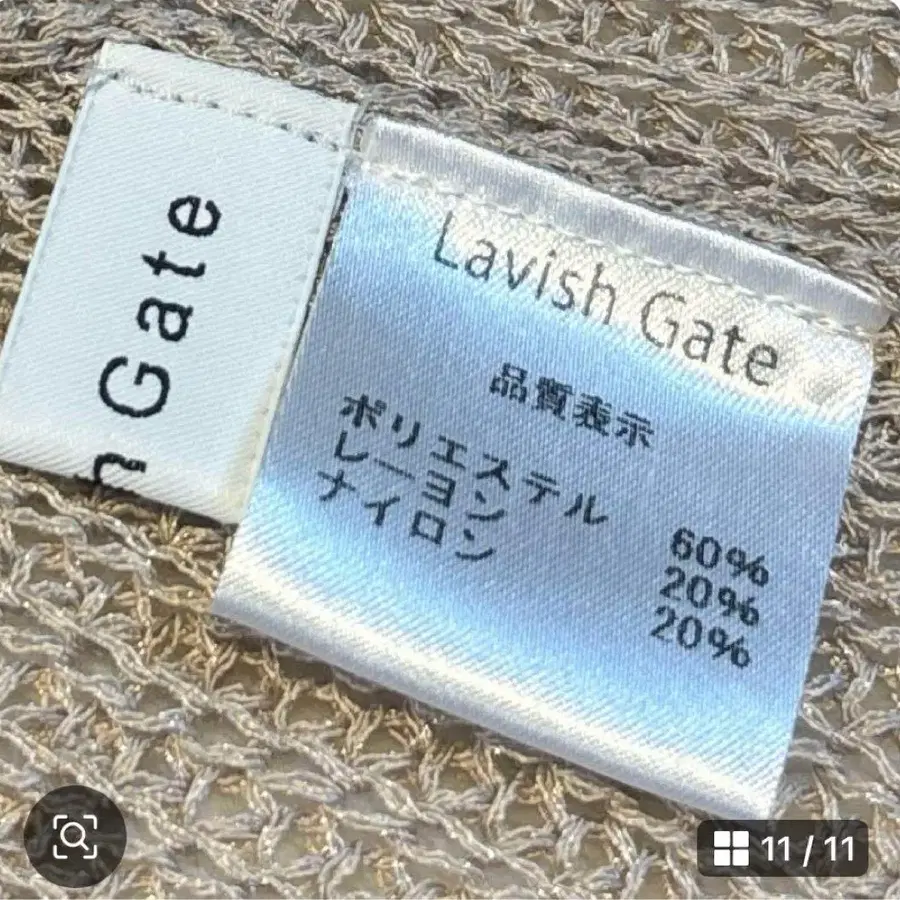 h Gate
Lavish Gate
品質表示
ポリエステル 60%
レーヨン 20%
ナイロン 20%
11 / 11